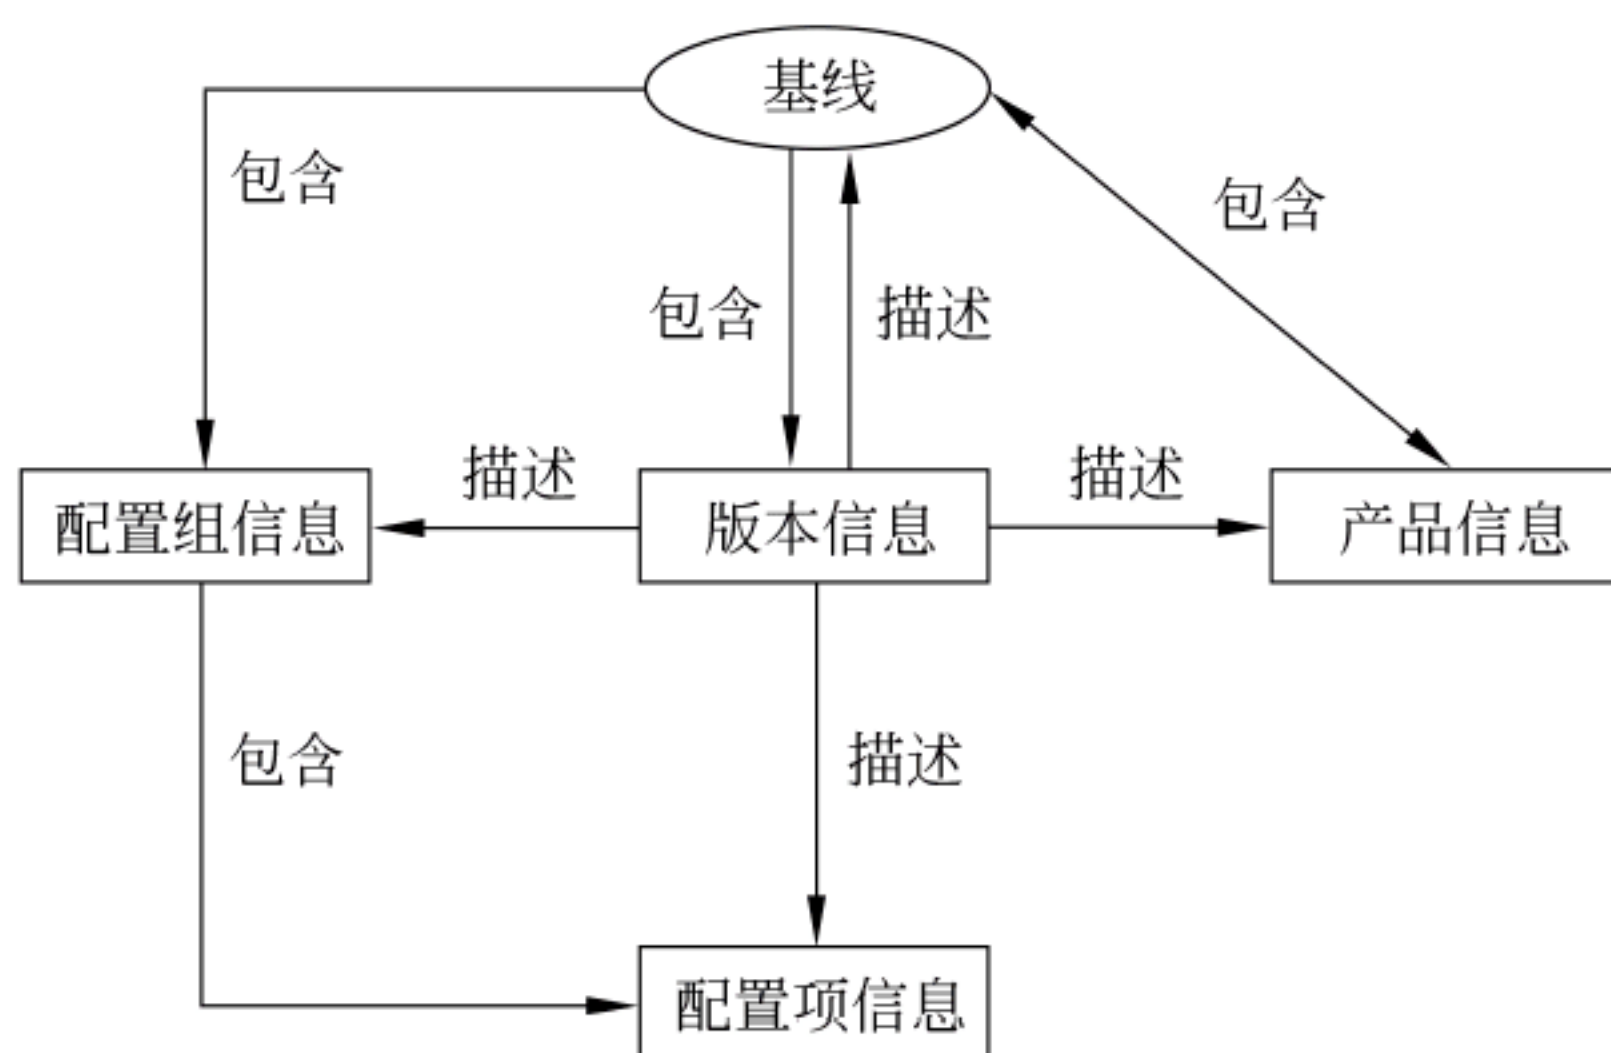 基线
包含
包含
包含
描述
描述
描述
配置组信息
版本信息
产品信息
包含
描述
配置项信息